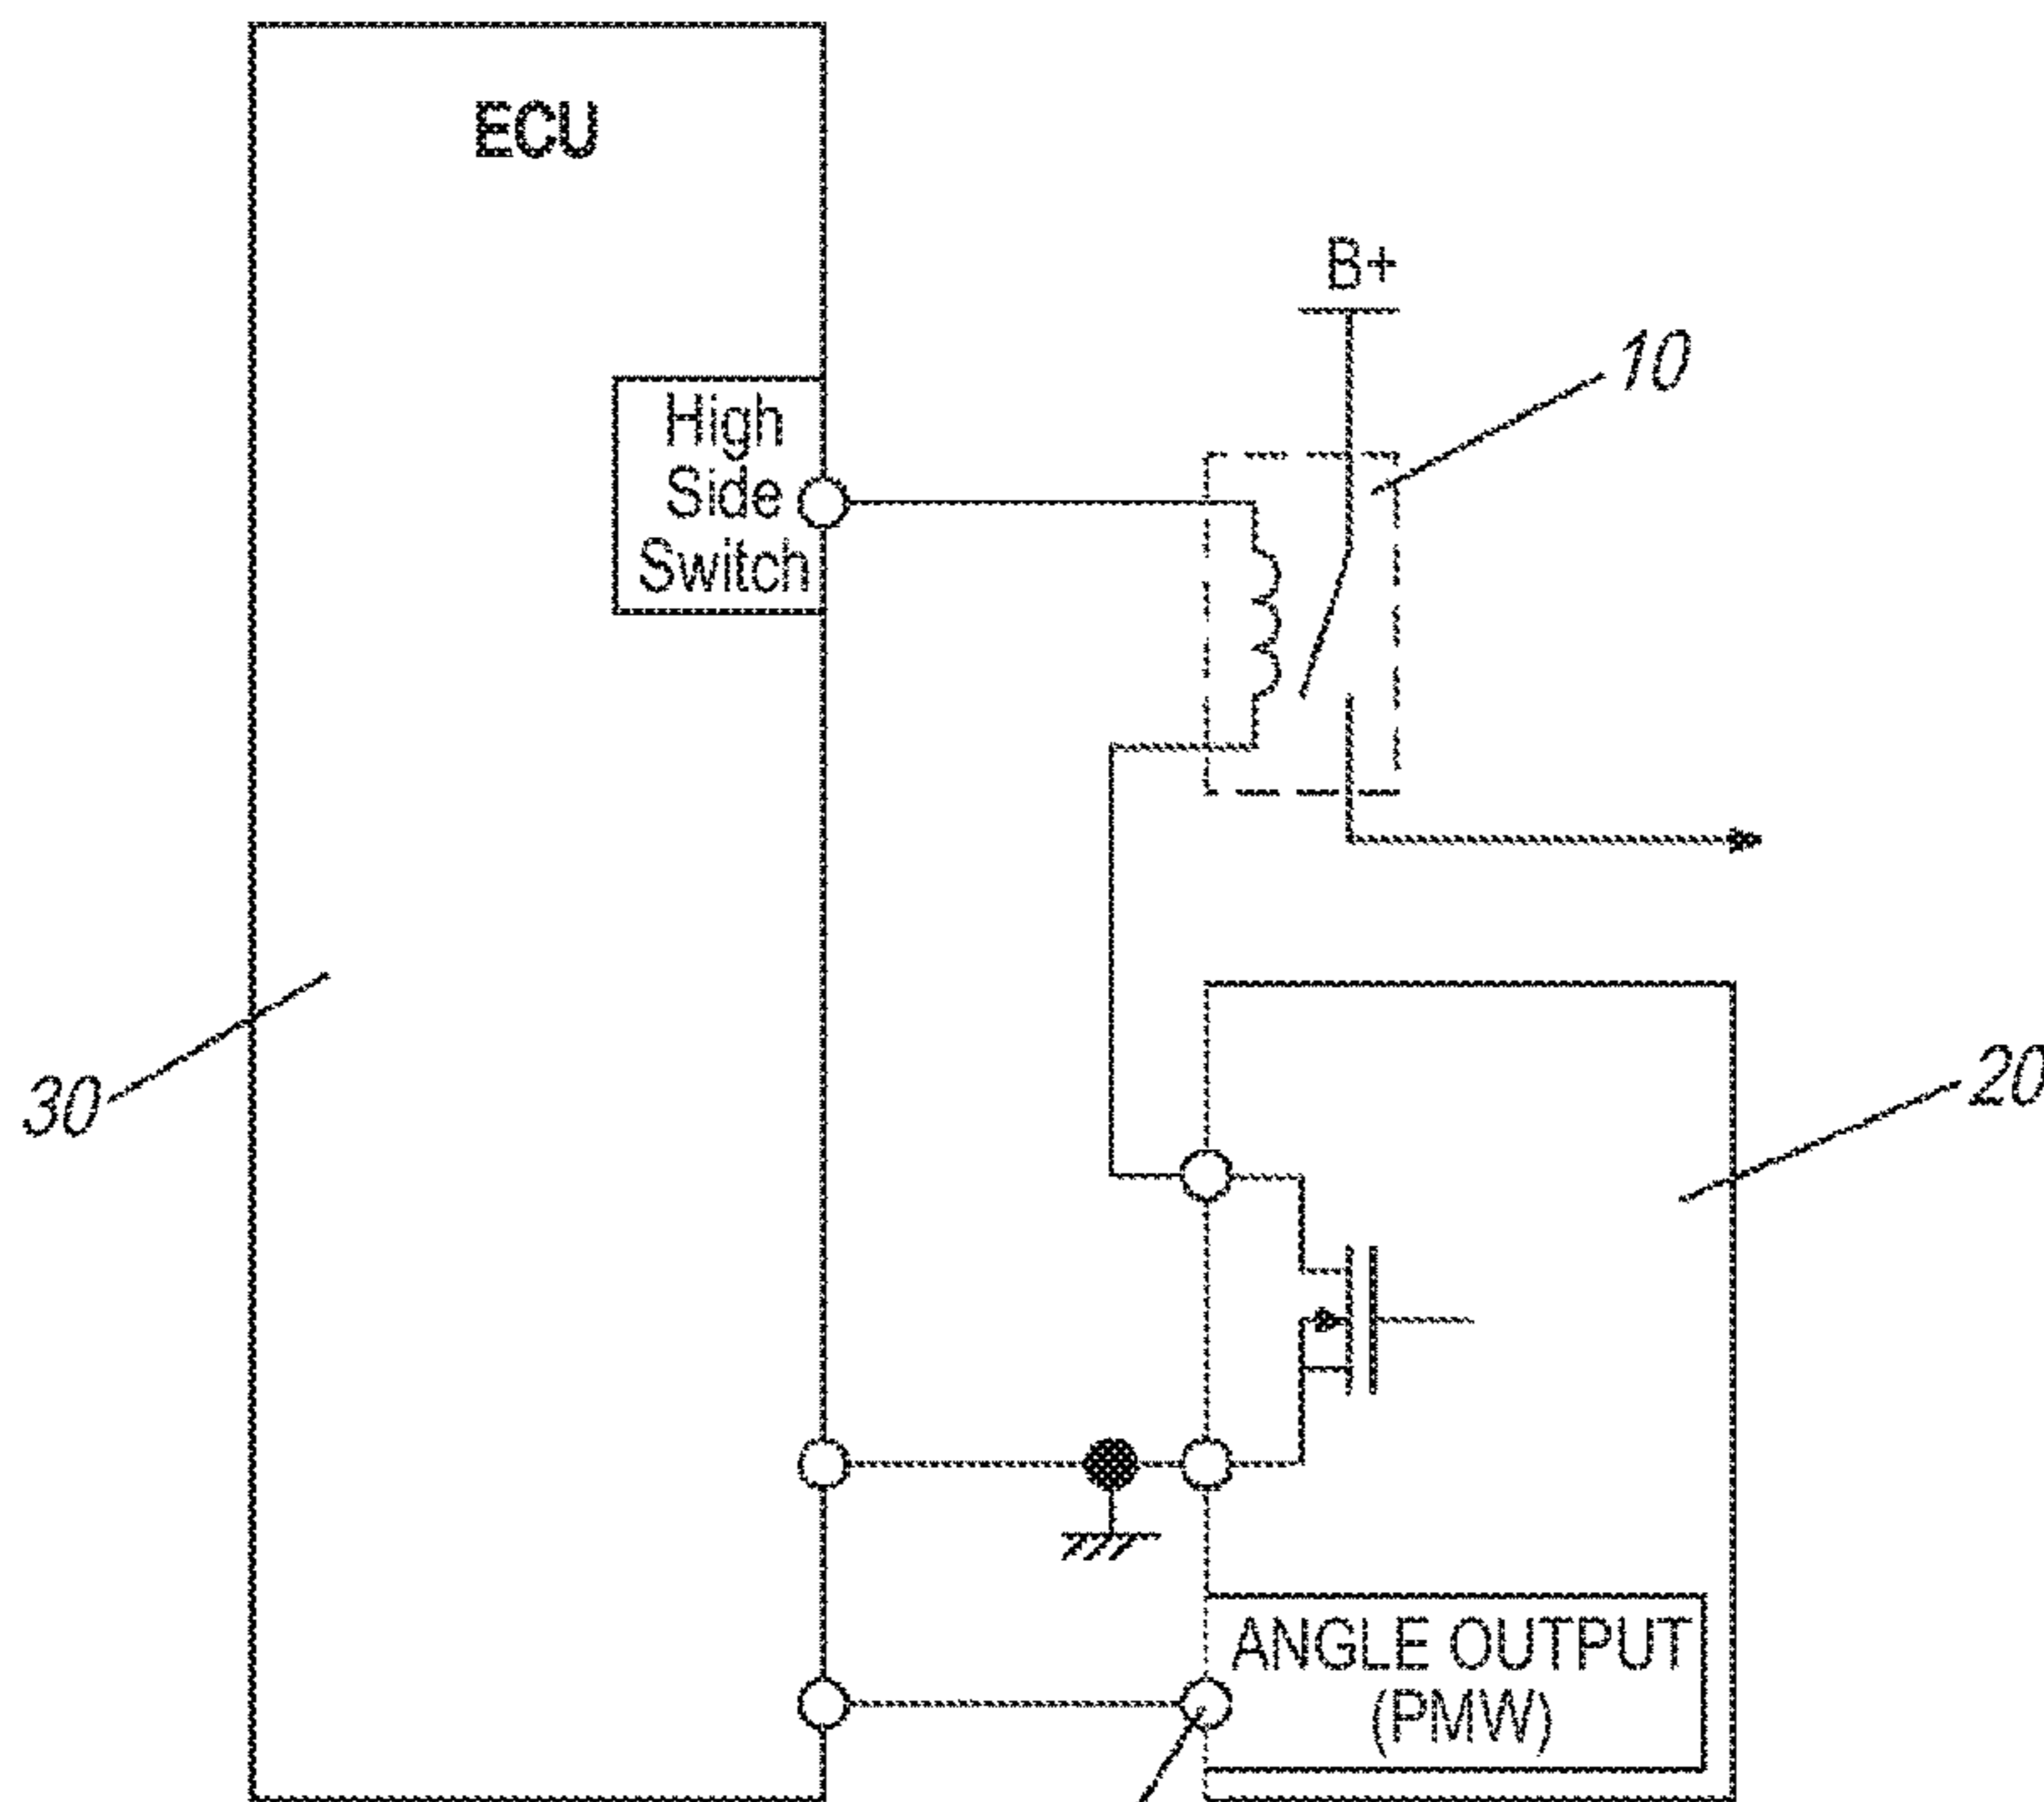 ECU
B+
10
High
Side
Switch
30
20
ANGLE OUTPUT
(PMW)